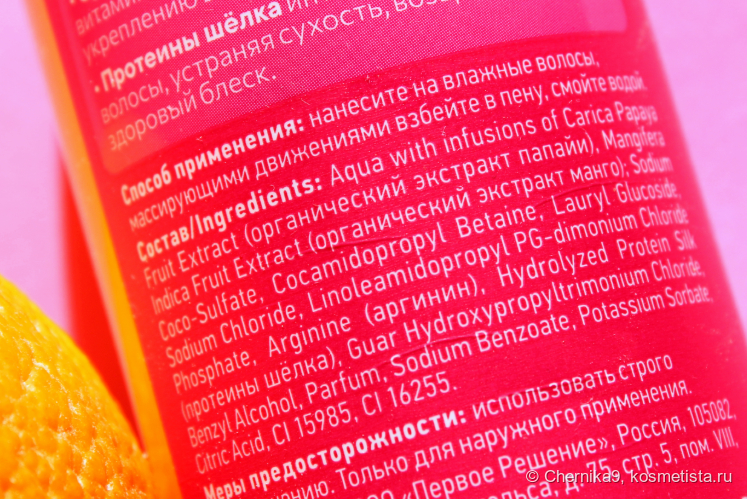 витамин
укреплению
• Протеины шёлка
волосы, устраняя сухость,
здоровый блеск.
Способ применения: нанесите на влажные волосы,
массирующими движениями взбейте в пену, смойте водой.
Состав/Ingredients: Aqua with infusions of Carica Papaya
Fruit Extract (органический экстракт папайи), Mangifera
Indica Fruit Extract (органический экстракт манго); Sodium
Coco-Sulfate, Cocamidopropyl Betaine, Lauryl Glucoside,
Sodium Chloride, Linoleamidopropyl PG-dimonium Chloride
Phosphate, Arginine (аргинин), Hydrolyzed Protein Silk
(протеины шёлка), Guar Hydroxypropyltrimonium Chloride,
Benzyl Alcohol, Parfum, Sodium Benzoate, Potassium Sorbate,
Citric Acid, CI 15985, CI 16255.
Меры предосторожности: использовать строго
Только для наружного применения.
«Первое Решение», Россия, 105082,
д. 75, стр. 5, пом. VIII,
© Chernika9, kosmetista.ru